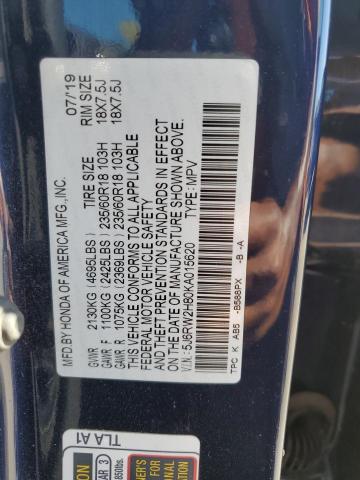 MFD.BY HONDA OF AMERICA MFG.,INC. 07/'19
TIRE SIZE RIM SIZE
GVWR 2130KG (4695LBS)
GAWR F 1100KG (2425LBS) 235/60R18 103H 18X7.5J
GAWR R 1075KG (2369LBS) 235/60R18 103H 18X7.5J
THIS VEHICLE CONFORMS TO ALL APPLICABLE
FEDERAL MOTOR VEHICLE SAFETY
AND THEFT PREVENTION STANDARDS IN EFFECT
ON THE DATE OF MANUFACTURE SHOWN ABOVE.
V.I.N.: 5J6RW2H80KA015620 TYPE: MPV
TPC K AB5 -B588PX -B -A
TLA A1
AR 3
850lbs.